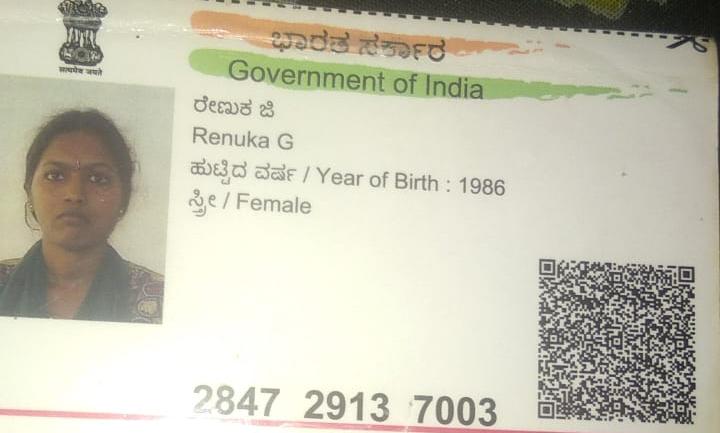 सत्यमेव जयते
ಭಾರತ ಸರ್ಕಾರ
Government of India
ರೇಣುಕ ಜಿ
Renuka G
ಹುಟ್ಟಿದ ವರ್ಷ / Year of Birth : 1986
ಸ್ತ್ರೀ / Female
2847 2913 7003